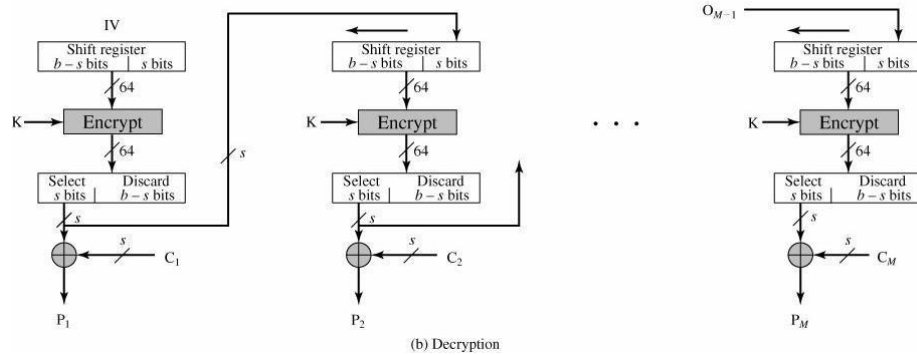 IV
Shift register
b – s bits | s bits
64
K
Encrypt
64
Select Discard
s bits | b – s bits
s
C1
P1
s
Shift register
b – s bits | s bits
64
K
Encrypt
64
Select Discard
s bits | b – s bits
s
s
C2
P2
. . .
OM–1
Shift register
b – s bits | s bits
64
K
Encrypt
64
Select Discard
s bits | b – s bits
s
s
CM
PM
s
(b) Decryption